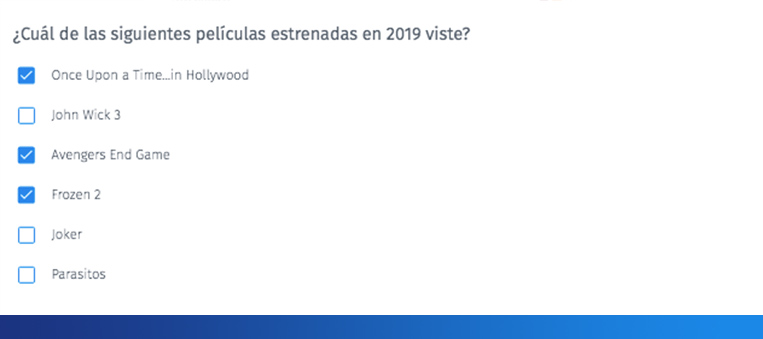 ¿Cuál de las siguientes películas estrenadas en 2019 viste?
Once Upon a Time...in Hollywood
John Wick 3
Avengers End Game
Frozen 2
Joker
Parasitos